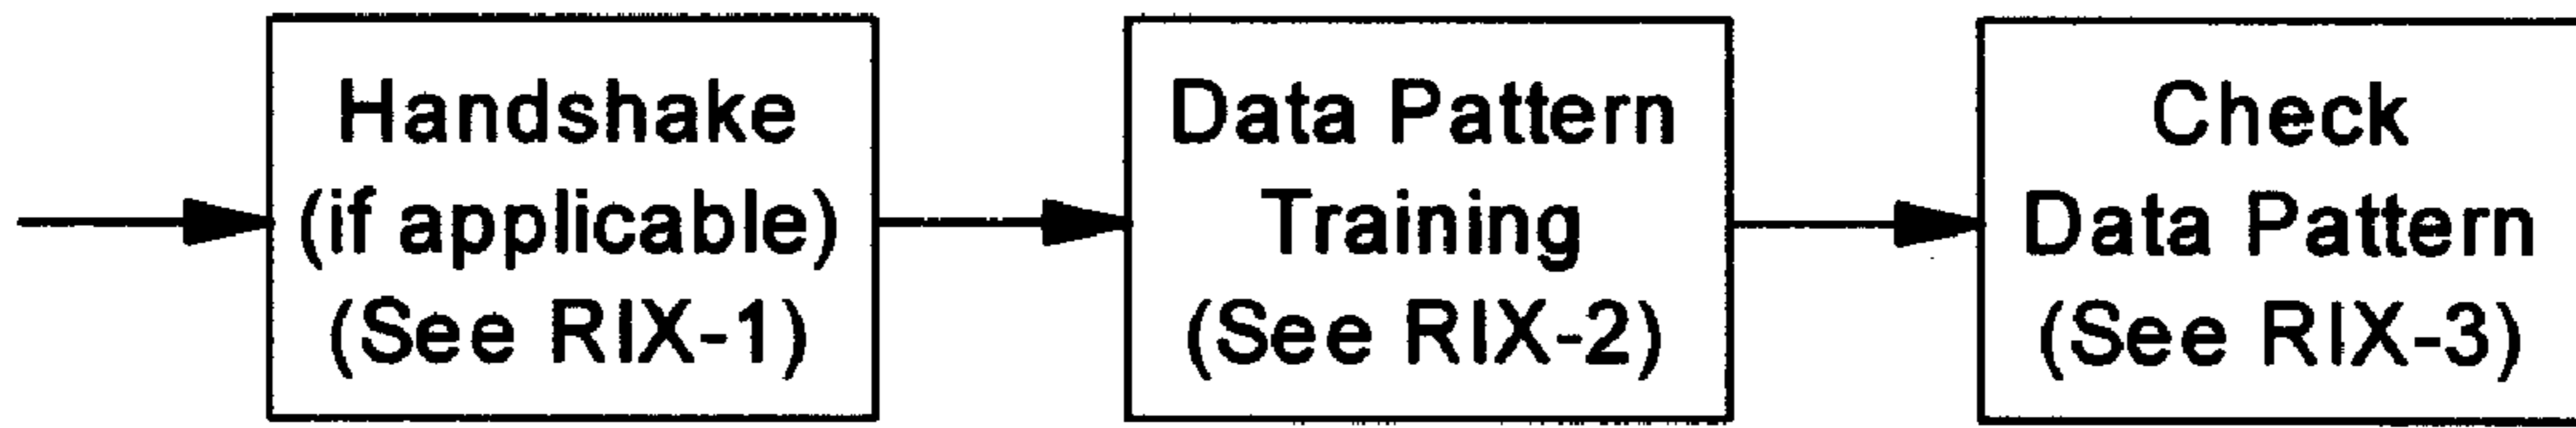 Handshake
(if applicable)
(See RIX-1)
Data Pattern
Training
(See RIX-2)
Check
Data Pattern
(See RIX-3)